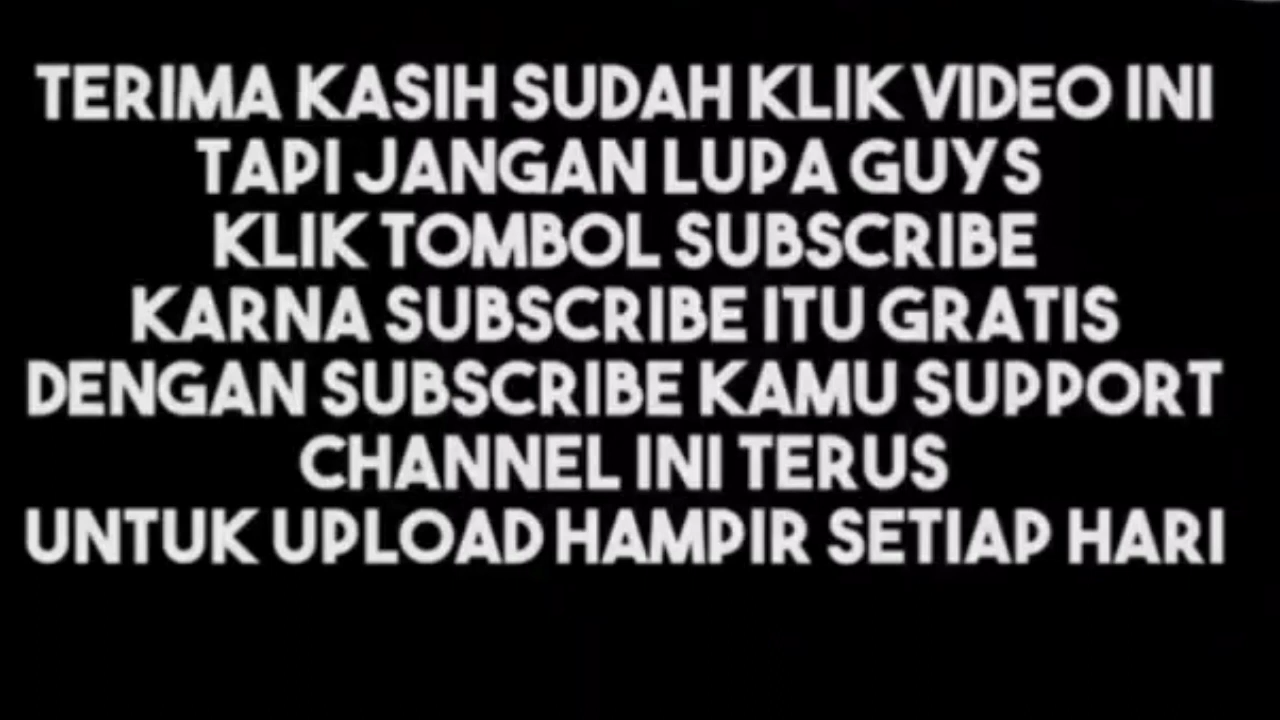 TERIMA KASIH SUDAH KLIK VIDEO INI
TAPI JANGAN LUPA GUYS
KLIK TOMBOL SUBSCRIBE
KARNA SUBSCRIBE ITU GRATIS
DENGAN SUBSCRIBE KAMU SUPPORT
CHANNEL INI TERUS
UNTUK UPLOAD HAMPIR SETIAP HARI